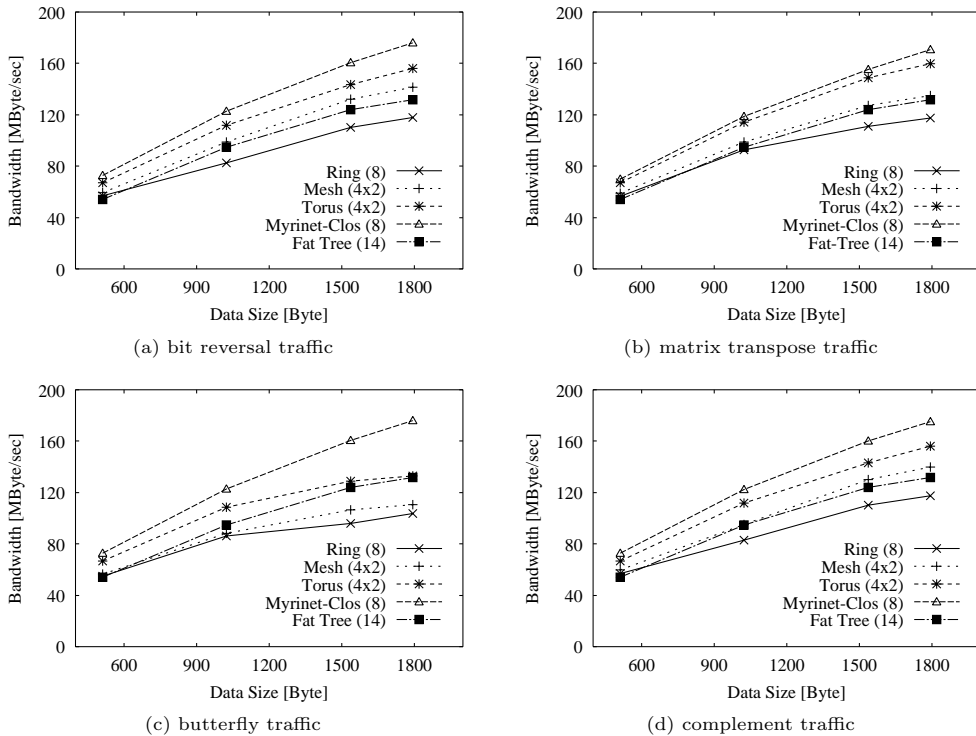 200
160
120
80
40
0
Bandwidth [MByte/sec]
Ring (8)
Mesh (4x2)
Torus (4x2)
Myrinet-Clos (8)
Fat Tree (14)
600 900 1200 1500 1800
Data Size [Byte]
(a) bit reversal traffic
200
160
120
80
40
0
Bandwidth [MByte/sec]
Ring (8)
Mesh (4x2)
Torus (4x2)
Myrinet-Clos (8)
Fat-Tree (14)
600 900 1200 1500 1800
Data Size [Byte]
(b) matrix transpose traffic
200
160
120
80
40
0
Bandwidth [MByte/sec]
Ring (8)
Mesh (4x2)
Torus (4x2)
Myrinet-Clos (8)
Fat Tree (14)
600 900 1200 1500 1800
Data Size [Byte]
(c) butterfly traffic
200
160
120
80
40
0
Bandwidth [MByte/sec]
Ring (8)
Mesh (4x2)
Torus (4x2)
Myrinet-Clos (8)
Fat Tree (14)
600 900 1200 1500 1800
Data Size [Byte]
(d) complement traffic